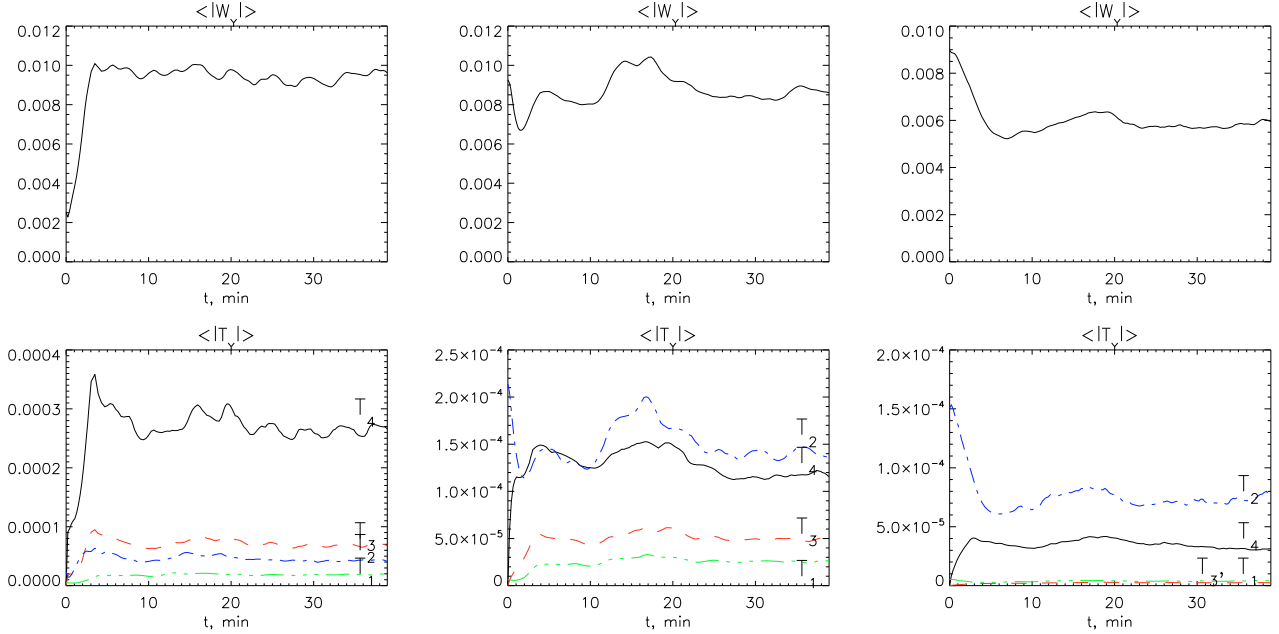 <|W_Y|> <|W_Y|> <|W_Y|>
0.012 0.012 0.010
0.010 0.010 0.008
0.008 0.008 0.006
0.006 0.006 0.004
0.004 0.004 0.002
0.002 0.002 0.000
0.000 0.000
0 10 20 30 0 10 20 30 0 10 20 30
t, min t, min t, min
<|T_Y|> <|T_Y|> <|T_Y|>
0.0004 2.5×10⁻⁴ 2.0×10⁻⁴
0.0003 2.0×10⁻⁴ 1.5×10⁻⁴
0.0002 1.5×10⁻⁴ 1.0×10⁻⁴
0.0001 1.0×10⁻⁴ 5.0×10⁻⁵
0.0000 5.0×10⁻⁵ 0
0
T_4 T_2 T_2
T_3 T_4 T_4
T_2 T_3 T_3, T_1
T_1 T_1
0 10 20 30 0 10 20 30 0 10 20 30
t, min t, min t, min